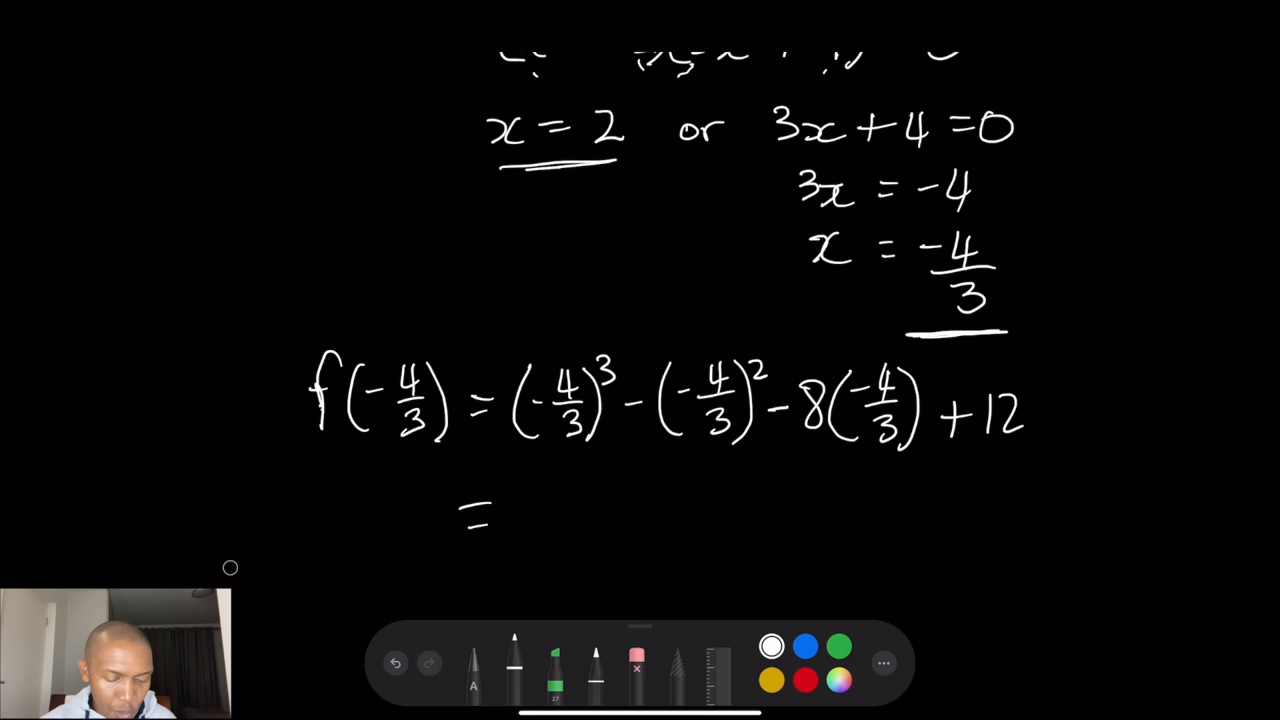 x = 2 or 3x + 4 = 0
3x = -4
x = -4/3
f(-4/3) = (-4/3)³ - (-4/3)² - 8(-4/3) + 12
=
A
27